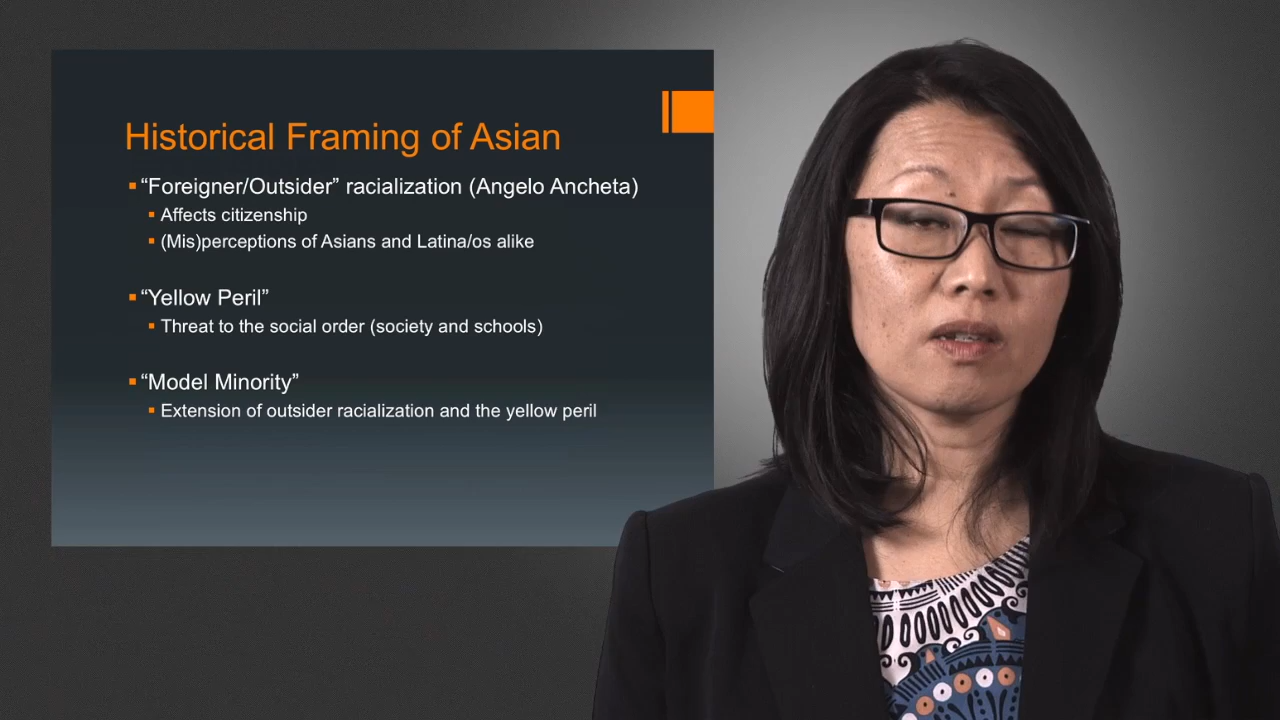 Historical Framing of Asian
"Foreigner/Outsider" racialization (Angelo Ancheta)
Affects citizenship
(Mis)perceptions of Asians and Latina/os alike
"Yellow Peril"
Threat to the social order (society and schools)
"Model Minority"
Extension of outsider racialization and the yellow peril